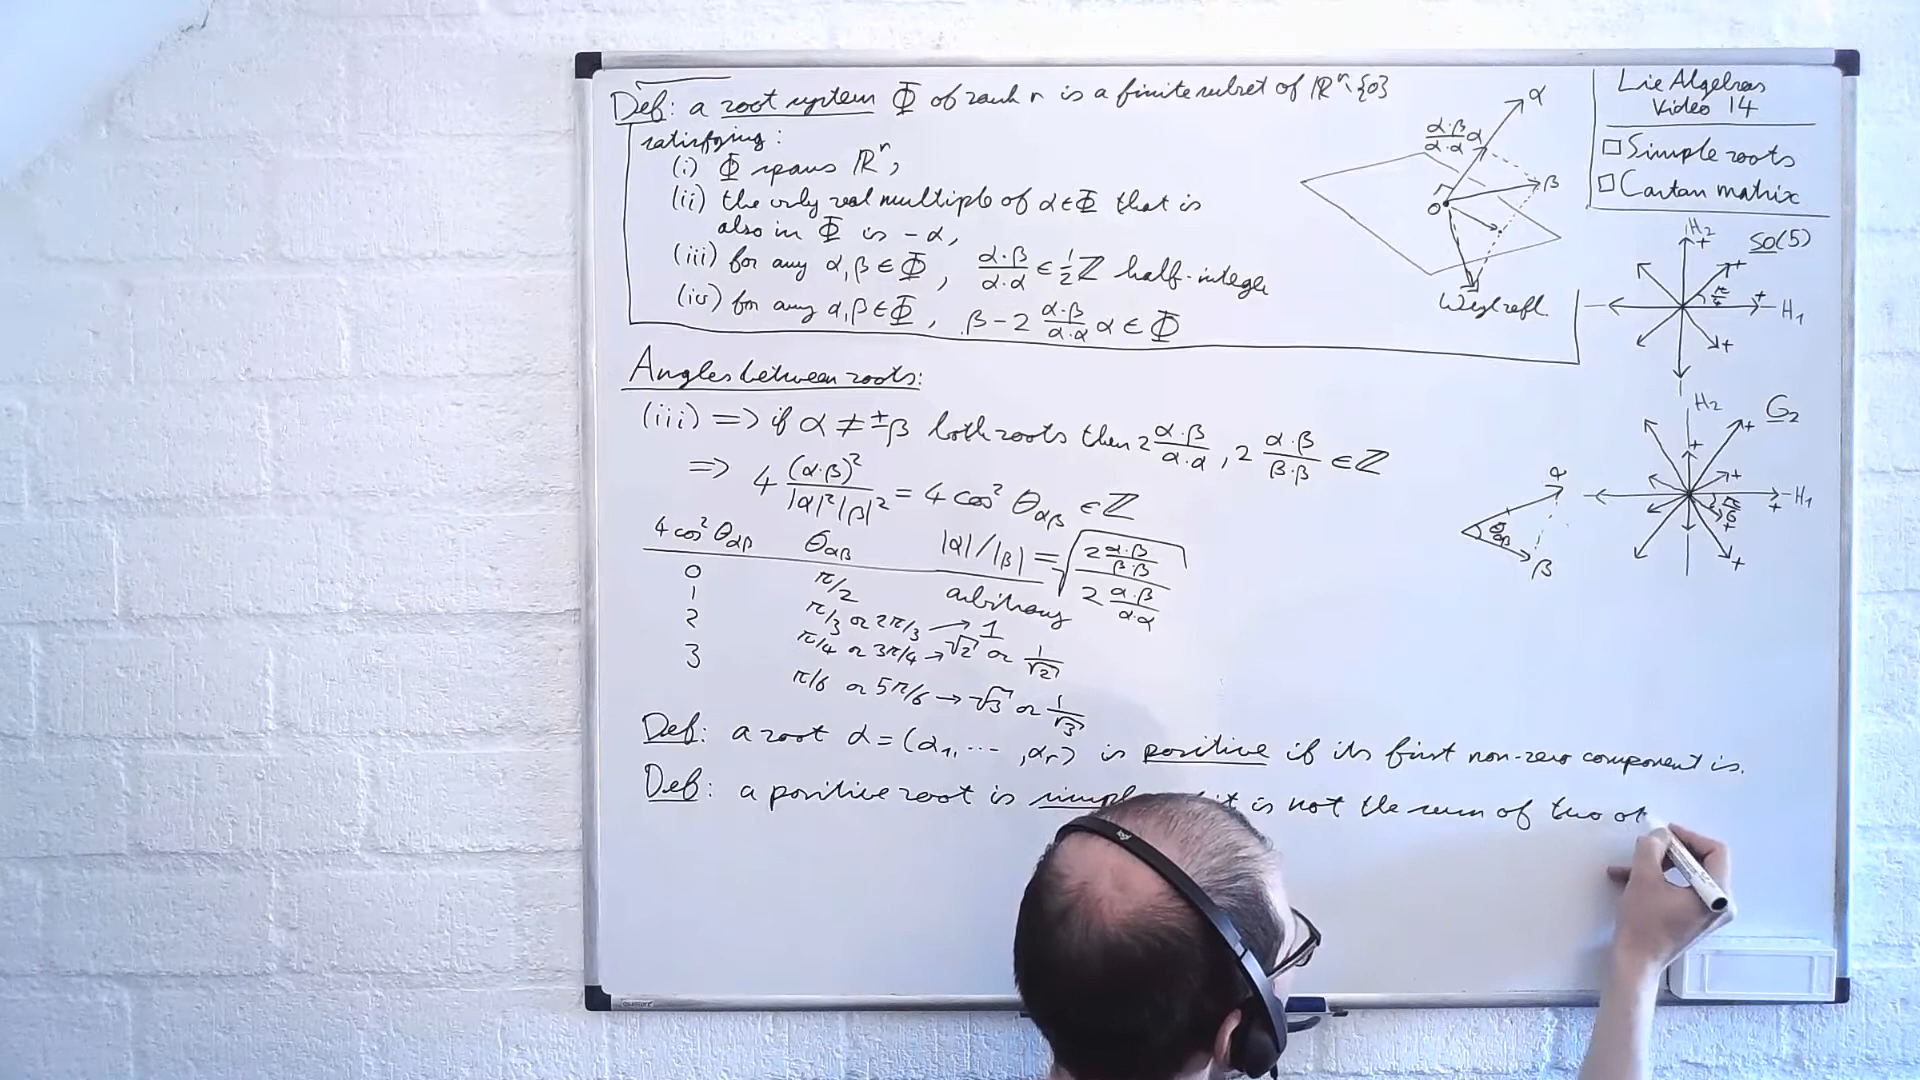 Def: a root system Φ of rank r is a finite subset of ℝʳ∖{0}
satisfying:
(i) Φ spans ℝʳ,
(ii) the only real multiple of α∈Φ that is
also in Φ is -α,
(iii) for any α,β ∈ Φ, α·β/α·α ∈ ½ℤ half-integer
(iv) for any α,β ∈ Φ, β - 2 α·β/α·α α ∈ Φ
α
α·β/α·α α
β
O
Weyl refl.
Lie Algebras
Video 14
□ Simple roots
□ Cartan matrix
H₂
+
so(5)
+
π/4
+
H₁
+
Angles between roots:
(iii) => if α ≠ ±β both roots then 2 α·β/α·α, 2 α·β/β·β ∈ ℤ
=> 4 (α·β)²/|α|²|β|² = 4 cos² θαβ ∈ ℤ
4 cos² θαβ θαβ |α|/|β| = √(2 α·β/β·β / 2 α·β/α·α)
0 π/2 arbitrary
1 π/3 or 2π/3 → 1
2 π/4 or 3π/4 → √2 or 1/√2
3 π/6 or 5π/6 → √3 or 1/√3
H₂
G₂
+
+
+
H₁
+
π/6
+
+
α
θαβ
β
Def: a root α = (α₁, ··· , αr) is positive if its first non-zero component is.
Def: a positive root is it is not the sum of two
logi